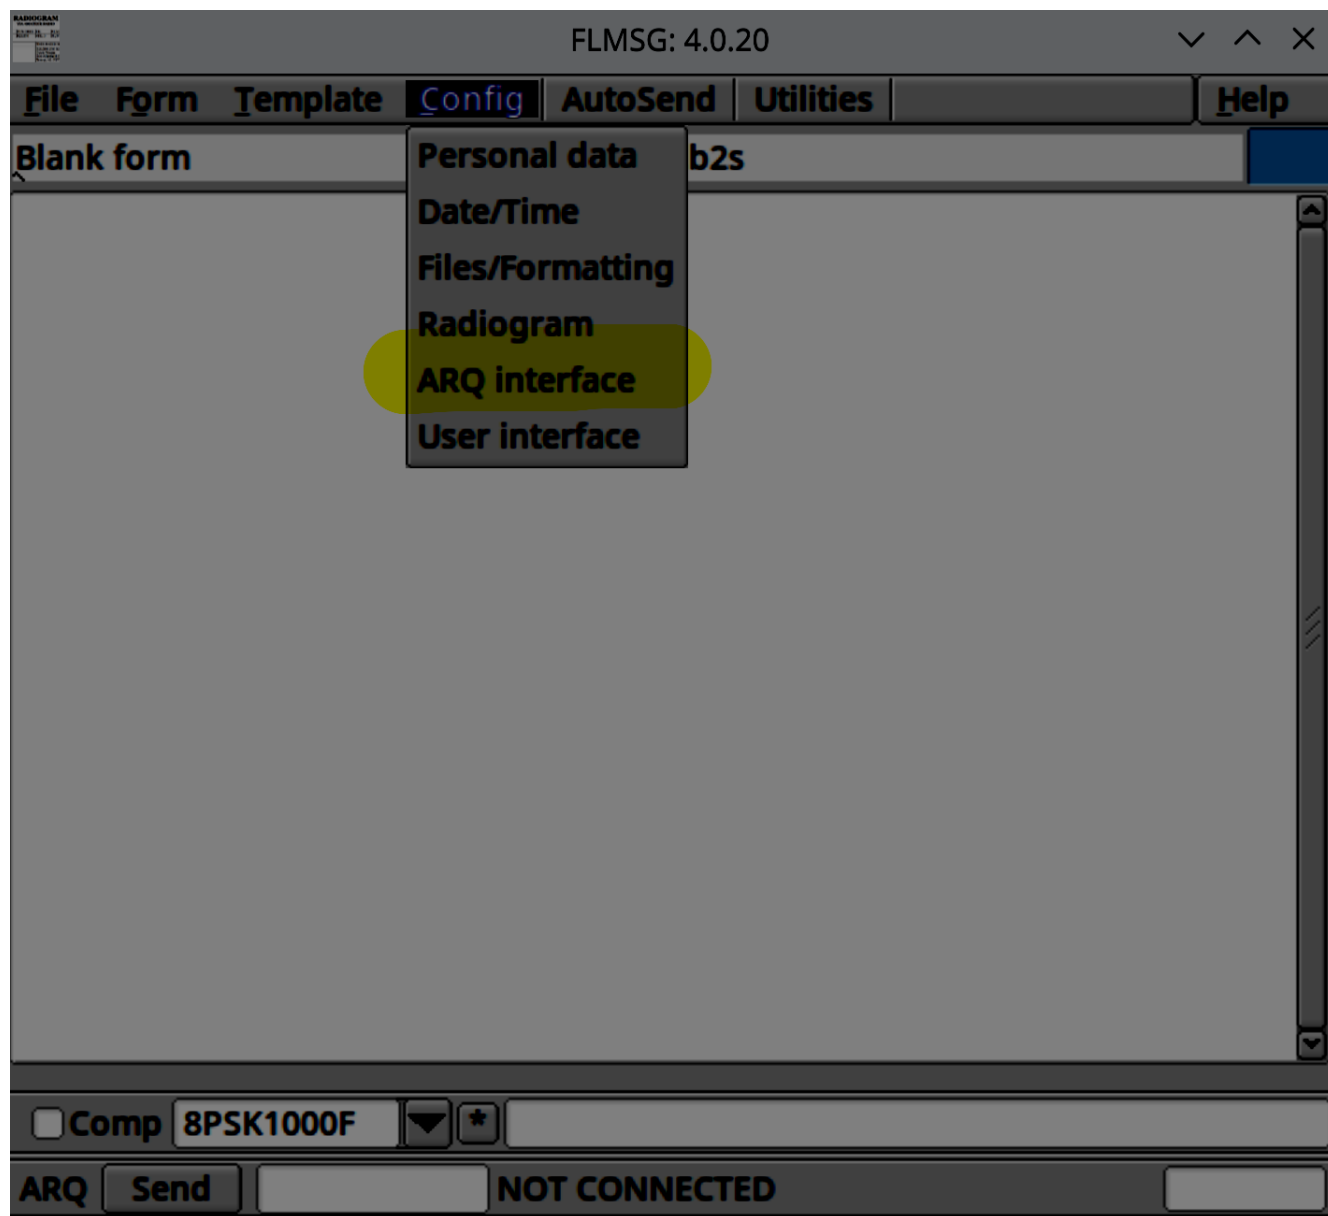 RADIOGRAM
FLMSG: 4.0.20
File Form Template Config AutoSend Utilities Help
Blank form b2s
Personal data
Date/Time
Files/Formatting
Radiogram
ARQ interface
User interface
Comp 8PSK1000F *
ARQ Send NOT CONNECTED